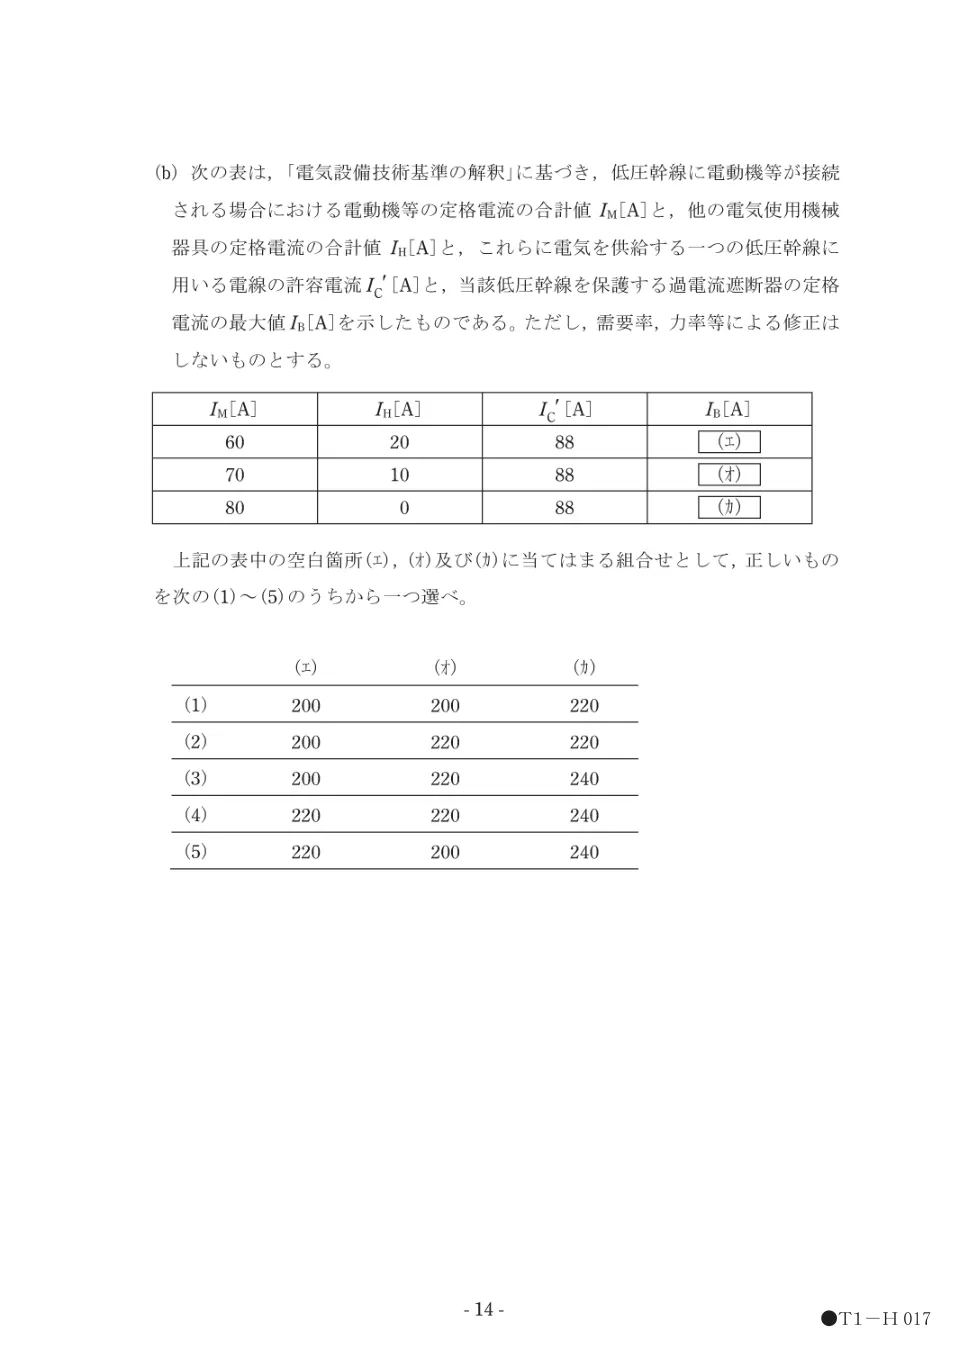 (b) 次の表は，「電気設備技術基準の解釈」に基づき，低圧幹線に電動機等が接続
される場合における電動機等の定格電流の合計値 IM[A]と，他の電気使用機械
器具の定格電流の合計値 IH[A]と，これらに電気を供給する一つの低圧幹線に
用いる電線の許容電流IC′[A]と，当該低圧幹線を保護する過電流遮断器の定格
電流の最大値IB[A]を示したものである。ただし，需要率，力率等による修正は
しないものとする。
IM[A] IH[A] IC′[A] IB[A]
60 20 88 (ｴ)
70 10 88 (ｵ)
80 0 88 (ｶ)
上記の表中の空白箇所(ｴ)，(ｵ)及び(ｶ)に当てはまる組合せとして，正しいもの
を次の(1)～(5)のうちから一つ選べ。
(ｴ) (ｵ) (ｶ)
(1) 200 200 220
(2) 200 220 220
(3) 200 220 240
(4) 220 220 240
(5) 220 200 240
- 14 -
●T1－H 017